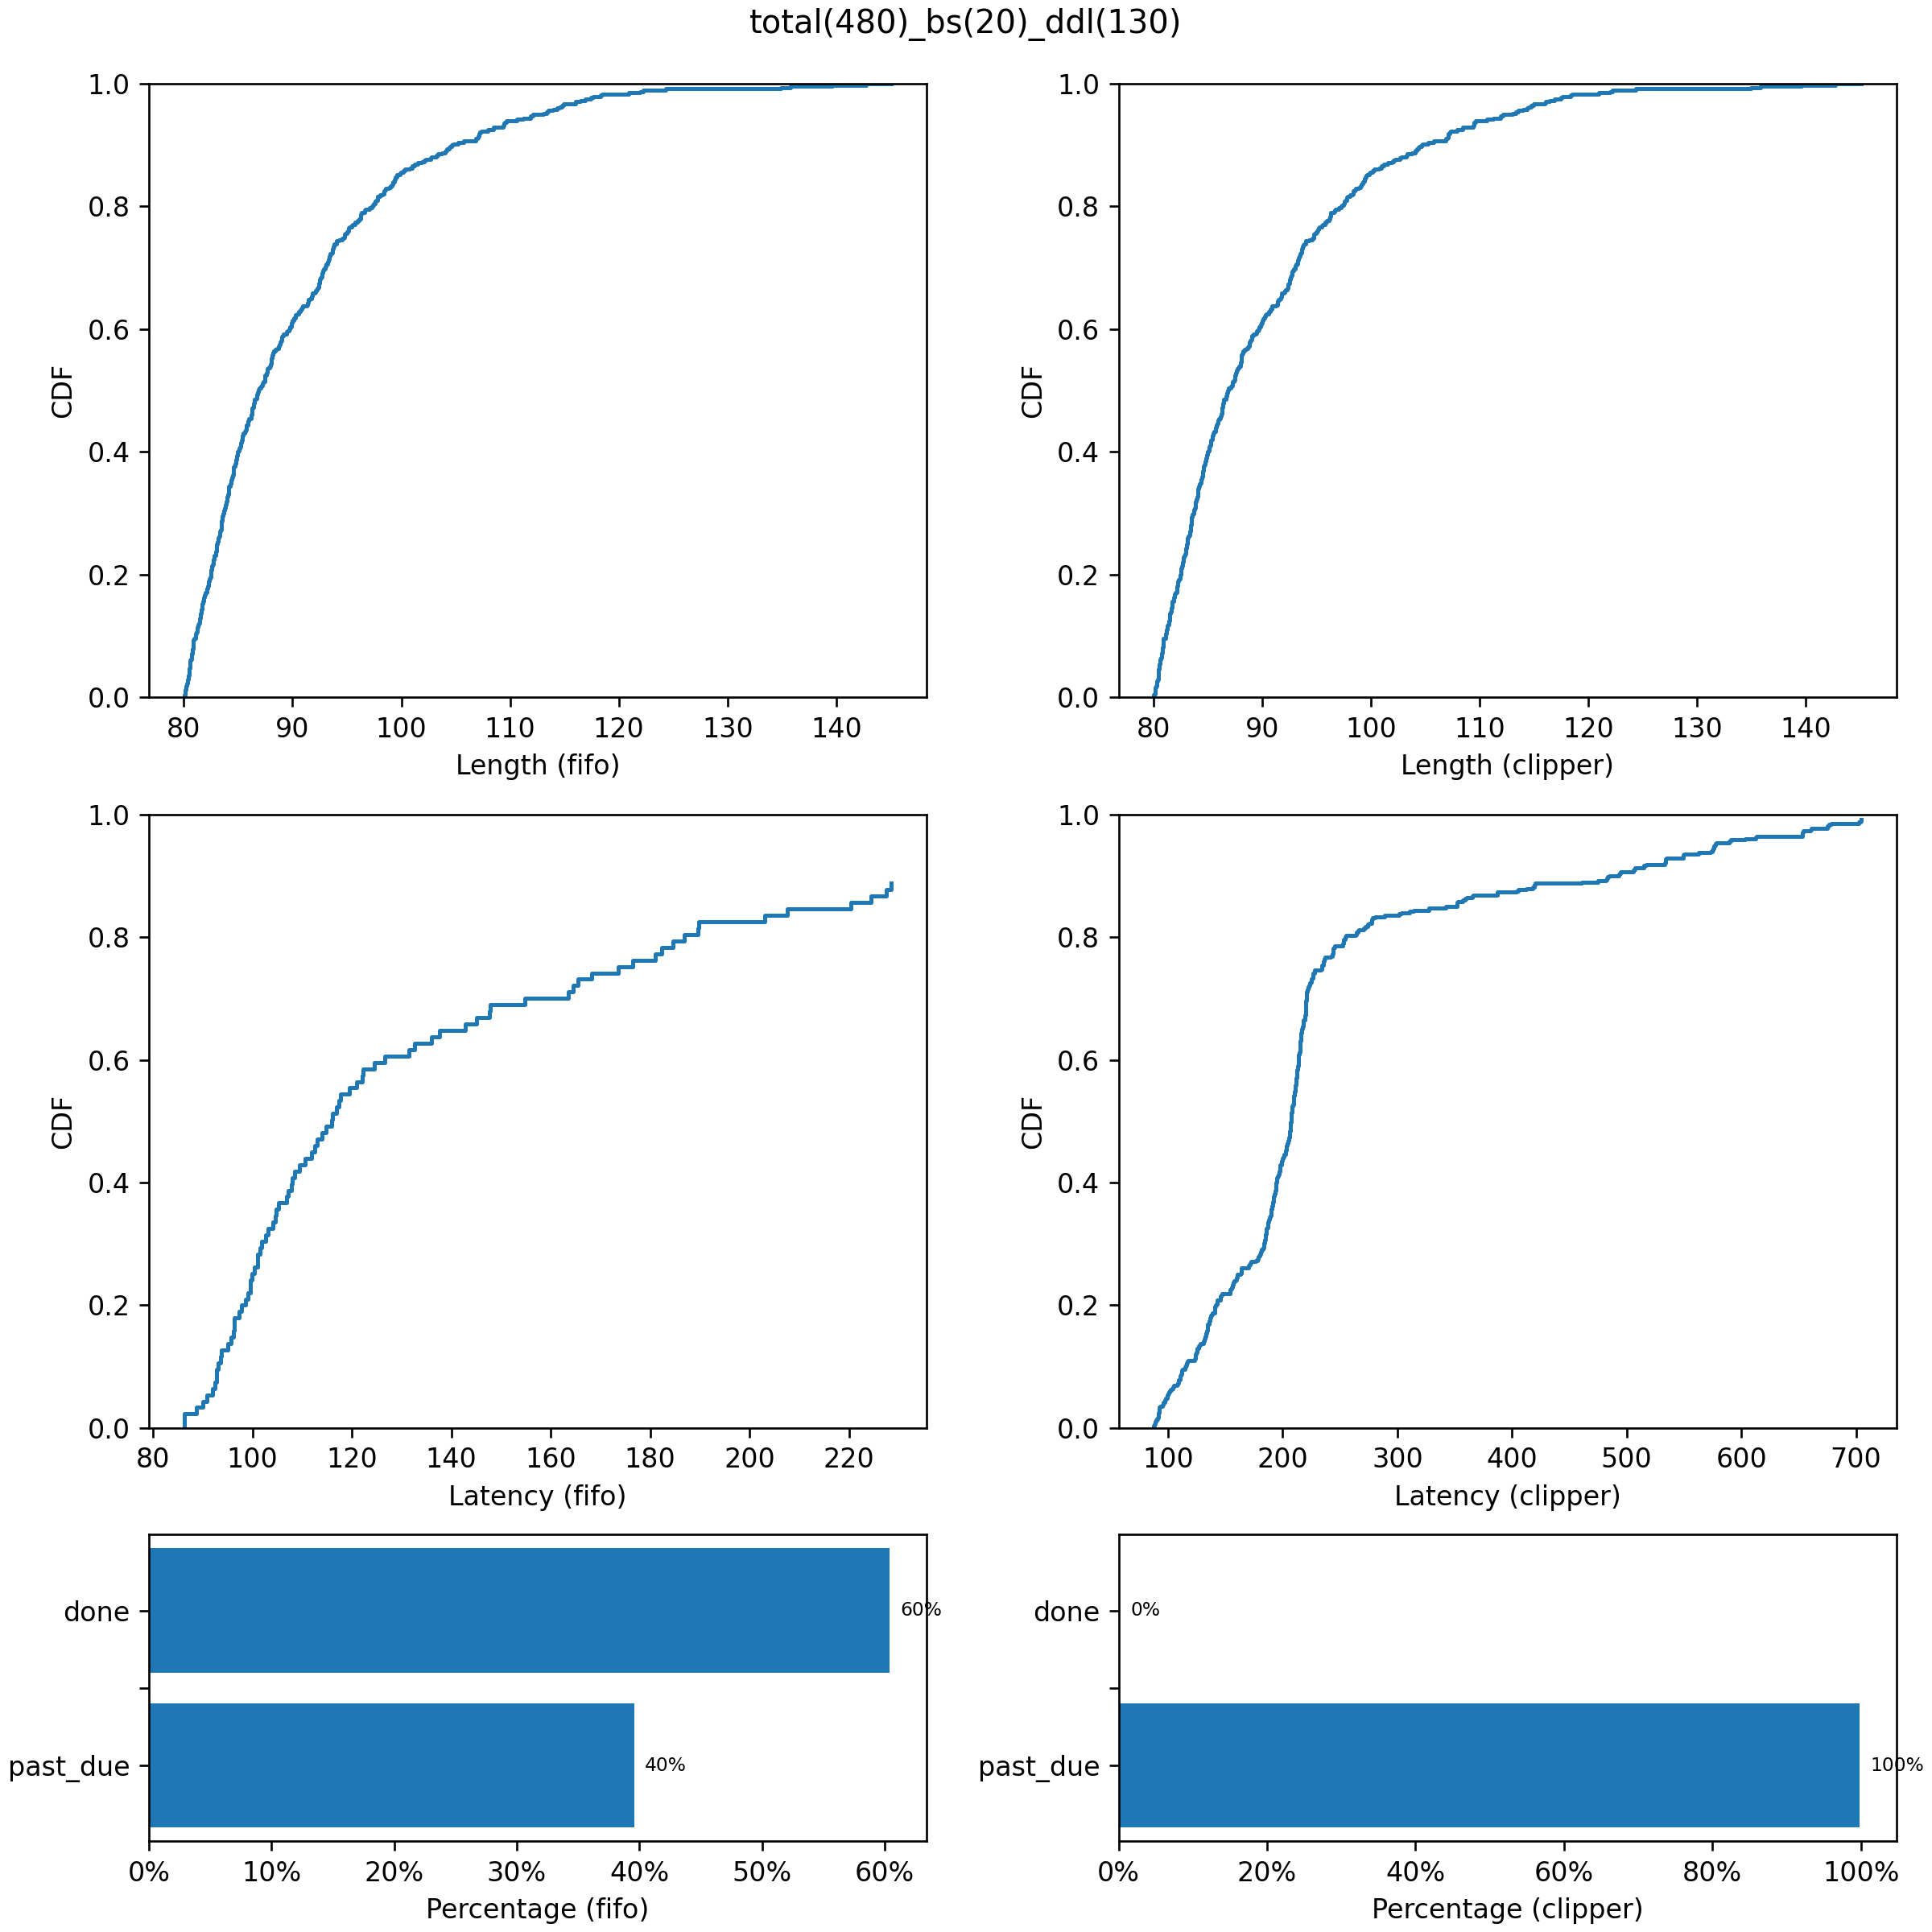 total(480)_bs(20)_ddl(130)
1.0
0.8
0.6
0.4
0.2
0.0
CDF
80 90 100 110 120 130 140
Length (fifo)
1.0
0.8
0.6
0.4
0.2
0.0
CDF
80 90 100 110 120 130 140
Length (clipper)
1.0
0.8
0.6
0.4
0.2
0.0
CDF
80 100 120 140 160 180 200 220
Latency (fifo)
1.0
0.8
0.6
0.4
0.2
0.0
CDF
100 200 300 400 500 600 700
Latency (clipper)
done
60%
past_due
40%
0% 10% 20% 30% 40% 50% 60%
Percentage (fifo)
done
0%
past_due
100%
0% 20% 40% 60% 80% 100%
Percentage (clipper)